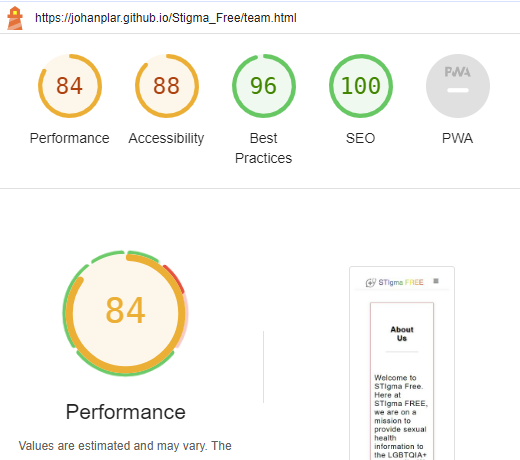 https://johanplar.github.io/Stigma_Free/team.html
84 88 96 100 PWA
Performance Accessibility Best Practices SEO PWA
84
Performance
Values are estimated and may vary. The
STIgma FREE
About
Us
Welcome to
STIgma Free.
Here at
STIgma FREE,
we are on a
mission to
provide sexual
health
information to
the LGBTQIA+